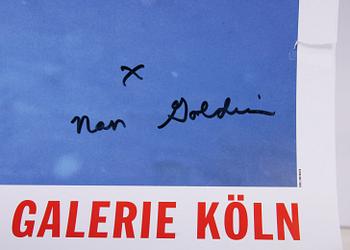 x
Nan Goldin
GALERIE KÖLN